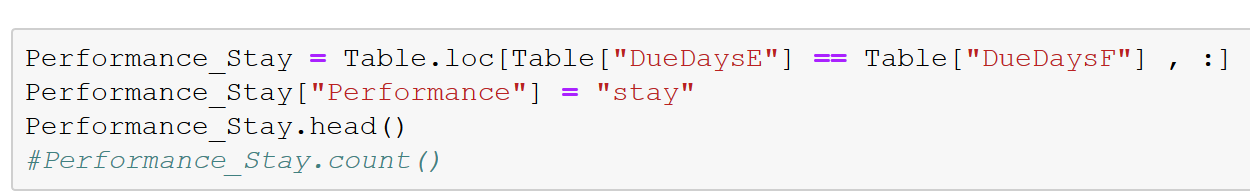 Performance_Stay = Table.loc[Table["DueDaysE"] == Table["DueDaysF"] , :]
Performance_Stay["Performance"] = "stay"
Performance_Stay.head()
#Performance_Stay.count()